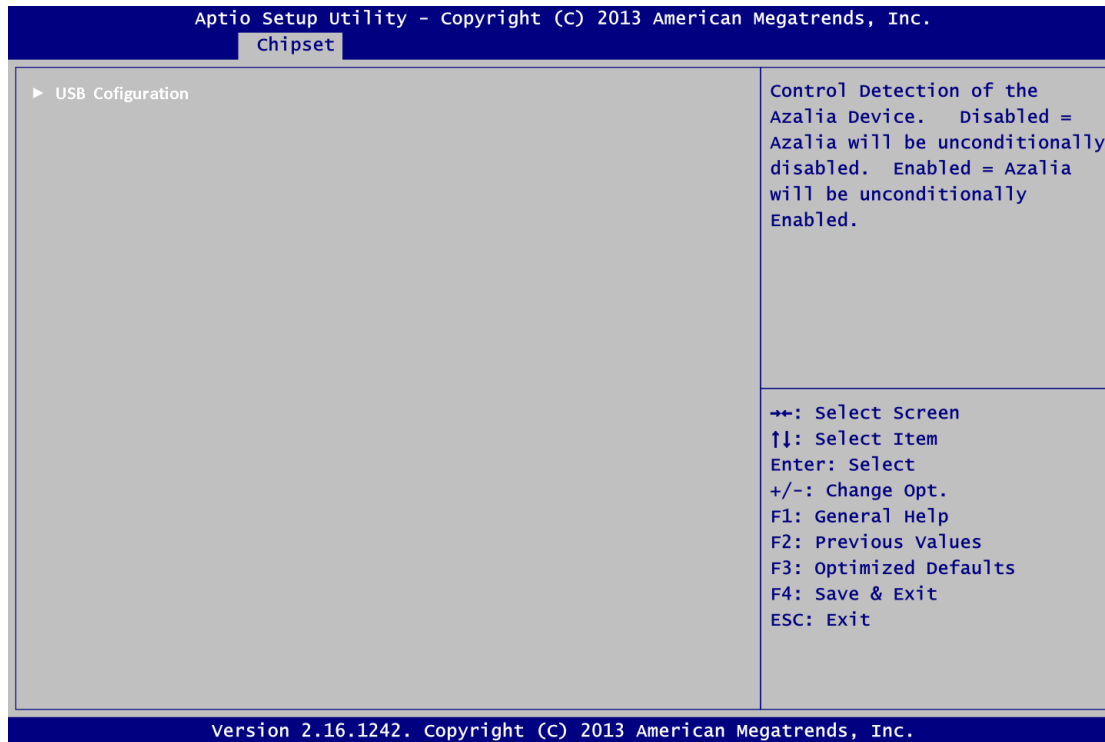 Aptio Setup Utility - Copyright (C) 2013 American Megatrends, Inc.
Chipset
► USB Cofiguration
Control Detection of the
Azalia Device.   Disabled =
Azalia will be unconditionally
disabled.  Enabled = Azalia
will be unconditionally
Enabled.
→←: Select Screen
↑↓: Select Item
Enter: Select
+/-: Change Opt.
F1: General Help
F2: Previous Values
F3: Optimized Defaults
F4: Save & Exit
ESC: Exit
Version 2.16.1242. Copyright (C) 2013 American Megatrends, Inc.